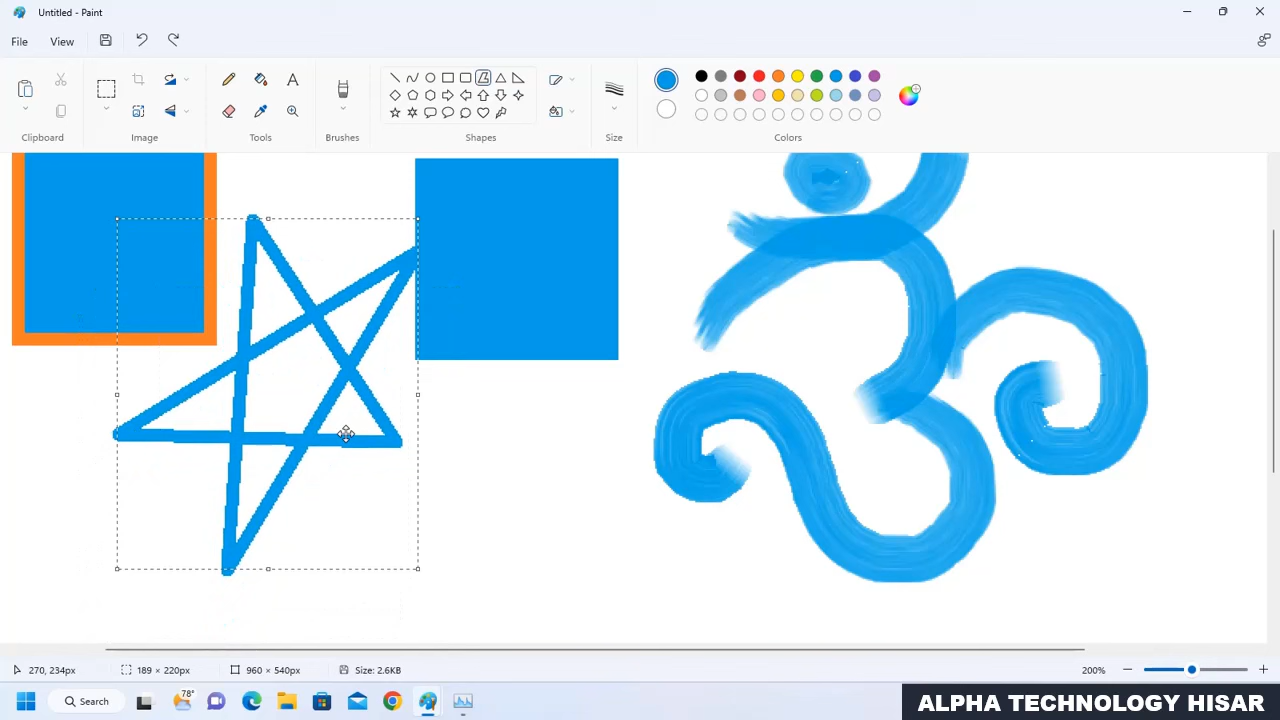 Untitled - Paint
File
View
Clipboard
Image
Tools
Brushes
Shapes
Size
Colors
270, 234px
189 × 220px
960 × 540px
Size: 2.6KB
200%
Search
78°
ALPHA TECHNOLOGY HISAR